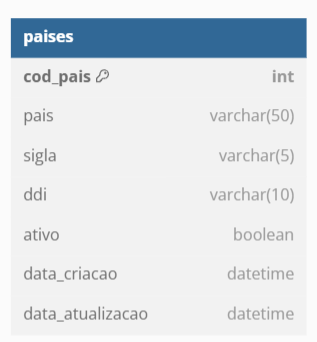 paises
cod_pais int
pais varchar(50)
sigla varchar(5)
ddi varchar(10)
ativo boolean
data_criacao datetime
data_atualizacao datetime